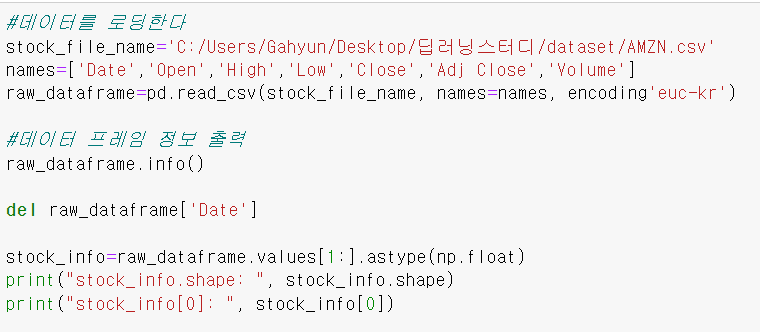 #데이터를 로딩한다
stock_file_name='C:/Users/Gahyun/Desktop/딥러닝스터디/dataset/AMZN.csv'
names=['Date','Open','High','Low','Close','Adj Close','Volume']
raw_dataframe=pd.read_csv(stock_file_name, names=names, encoding'euc-kr')
#데이터 프레임 정보 출력
raw_dataframe.info()
del raw_dataframe['Date']
stock_info=raw_dataframe.values[1:].astype(np.float)
print("stock_info.shape: ", stock_info.shape)
print("stock_info[0]: ", stock_info[0])